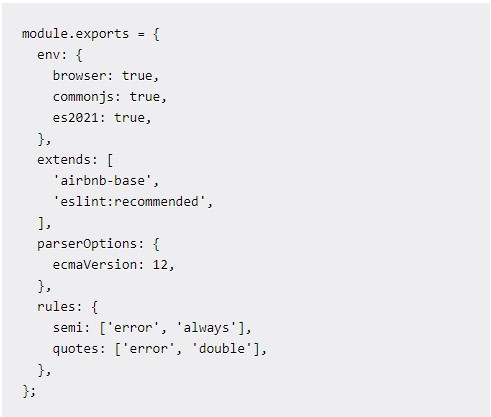 module.exports = {
  env: {
    browser: true,
    commonjs: true,
    es2021: true,
  },
  extends: [
    'airbnb-base',
    'eslint:recommended',
  ],
  parserOptions: {
    ecmaVersion: 12,
  },
  rules: {
    semi: ['error', 'always'],
    quotes: ['error', 'double'],
  },
};